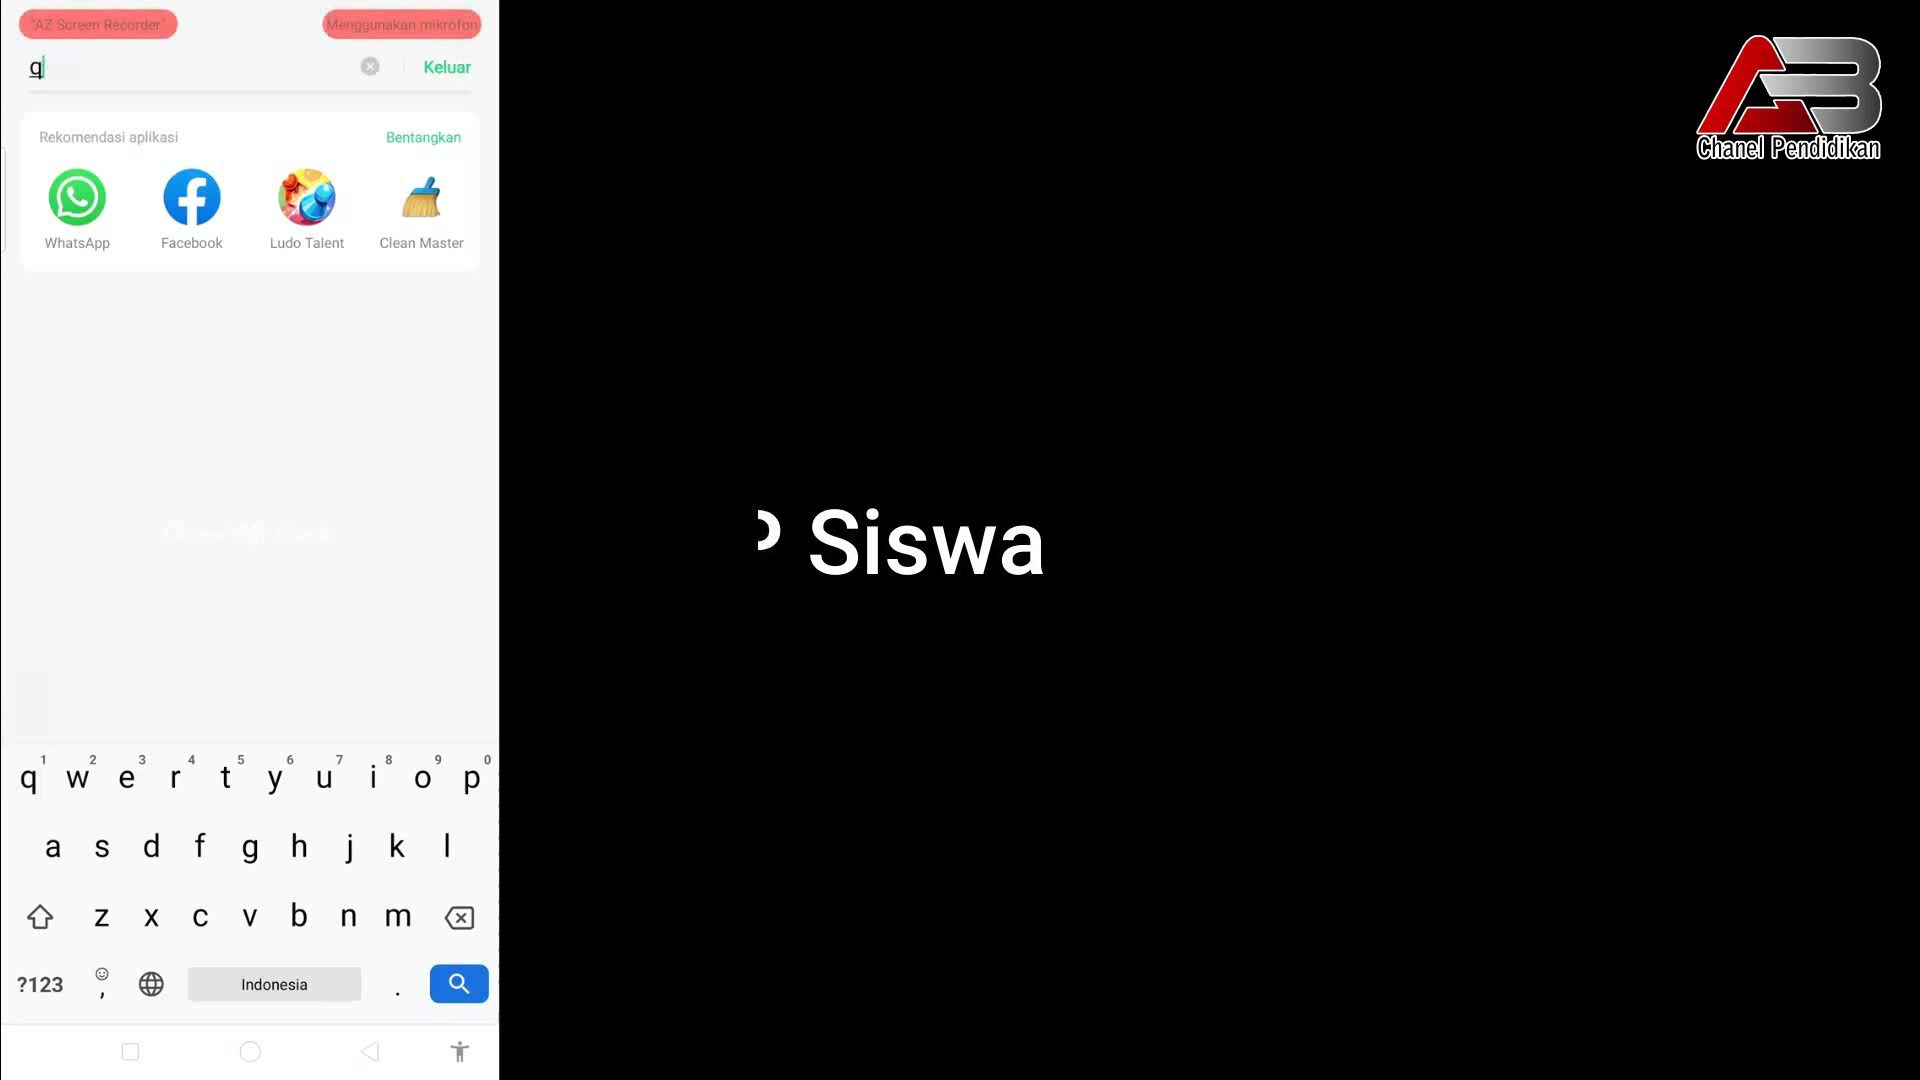 "AZ Screen Recorder"
Menggunakan mikrofon
q
Keluar
Rekomendasi aplikasi
Bentangkan
WhatsApp
Facebook
Ludo Talent
Clean Master
P Siswa
AB
Chanel Pendidikan
1 2 3 4 5 6 7 8 9 0
q w e r t y u i o p
a s d f g h j k l
z x c v b n m
?123 , Indonesia .